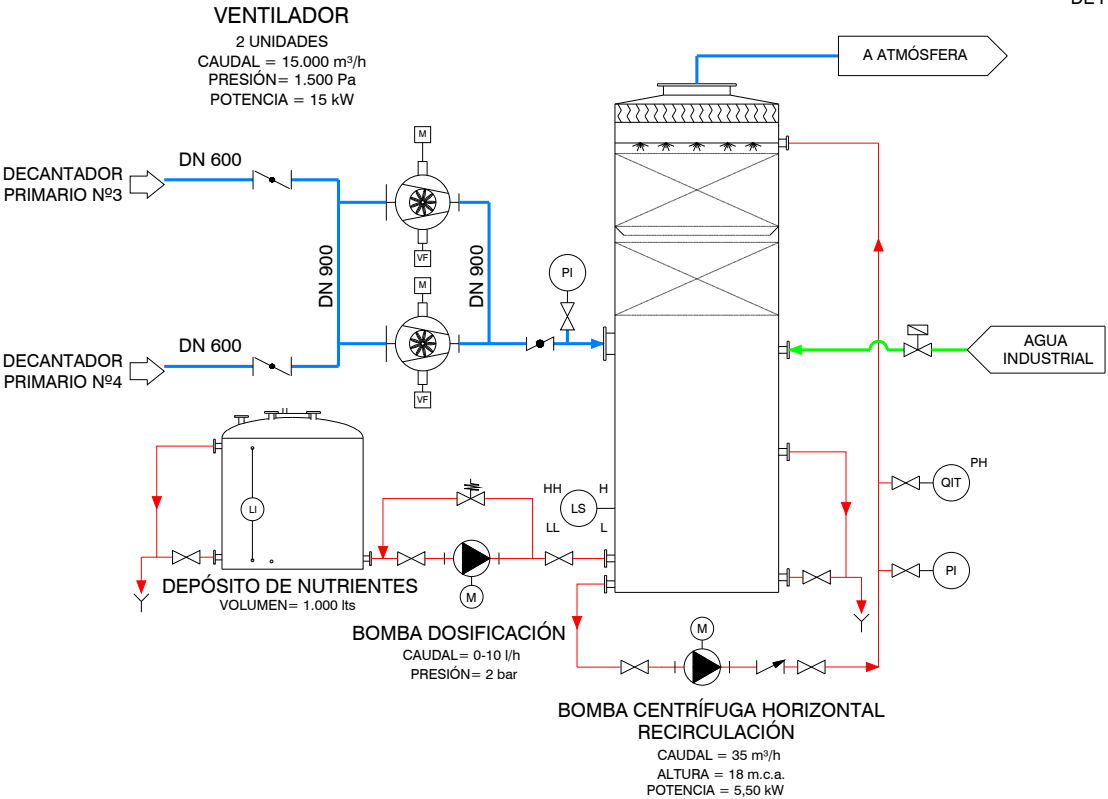 DE P
VENTILADOR
2 UNIDADES
CAUDAL = 15.000 m³/h
PRESIÓN= 1.500 Pa
POTENCIA = 15 kW
A ATMÓSFERA
M
DN 600
DECANTADOR
PRIMARIO Nº3
VF
DN 900
DN 900
PI
M
DN 600
DECANTADOR
PRIMARIO Nº4
VF
AGUA
INDUSTRIAL
LI
HH
H
LS
LL
L
PH
QIT
PI
DEPÓSITO DE NUTRIENTES
VOLUMEN= 1.000 lts
M
BOMBA DOSIFICACIÓN
CAUDAL= 0-10 l/h
PRESIÓN= 2 bar
M
BOMBA CENTRÍFUGA HORIZONTAL
RECIRCULACIÓN
CAUDAL = 35 m³/h
ALTURA = 18 m.c.a.
POTENCIA = 5,50 kW